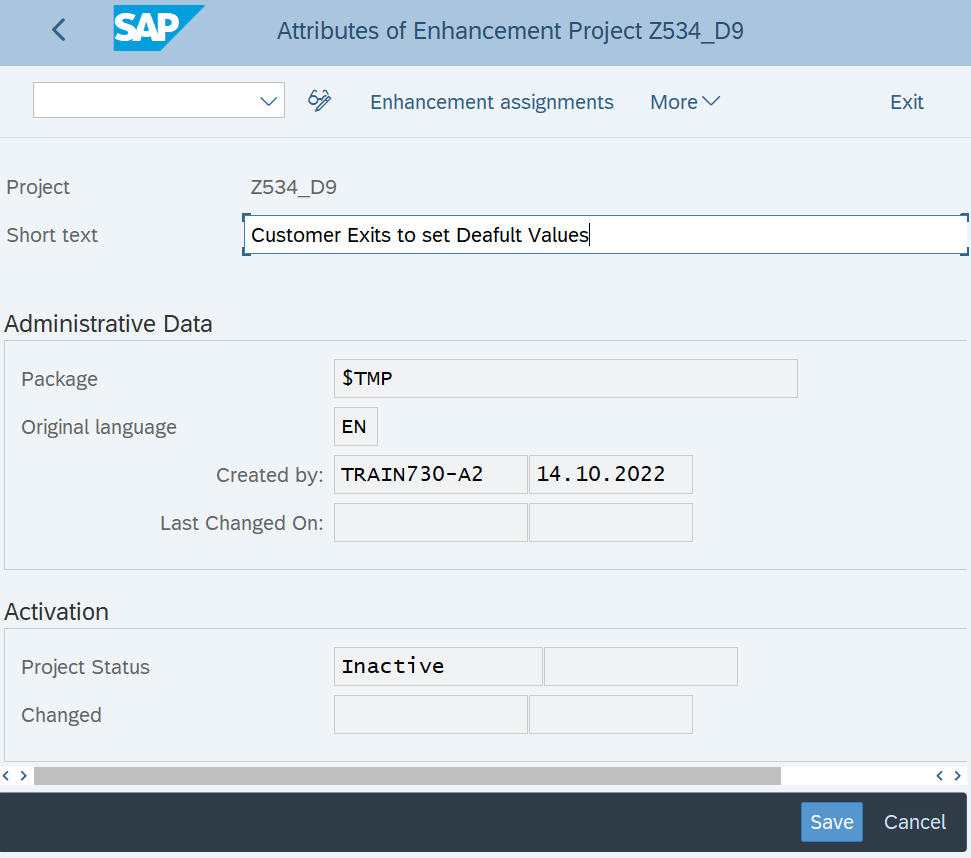 SAP Attributes of Enhancement Project Z534_D9
Enhancement assignments More Exit
Project Z534_D9
Short text Customer Exits to set Deafult Values
Administrative Data
Package $TMP
Original language EN
Created by: TRAIN730-A2 14.10.2022
Last Changed On:
Activation
Project Status Inactive
Changed
Save Cancel